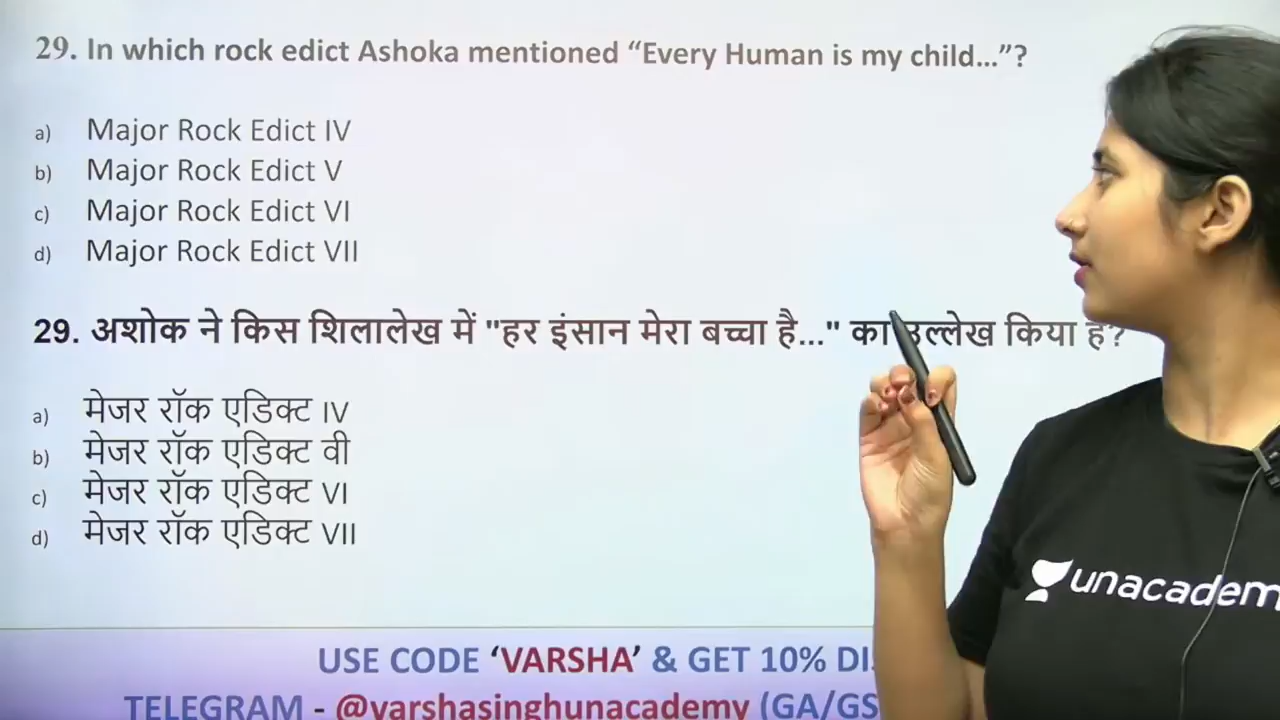 29. In which rock edict Ashoka mentioned “Every Human is my child…”?
a) Major Rock Edict IV
b) Major Rock Edict V
c) Major Rock Edict VI
d) Major Rock Edict VII
29. अशोक ने किस शिलालेख में "हर इंसान मेरा बच्चा है..." का उल्लेख किया है?
a) मेजर रॉक एडिक्ट IV
b) मेजर रॉक एडिक्ट वी
c) मेजर रॉक एडिक्ट VI
d) मेजर रॉक एडिक्ट VII
unacadem
USE CODE ‘VARSHA’ & GET 10%
TELEGRAM - @varshasinghunacademy (GA/GS